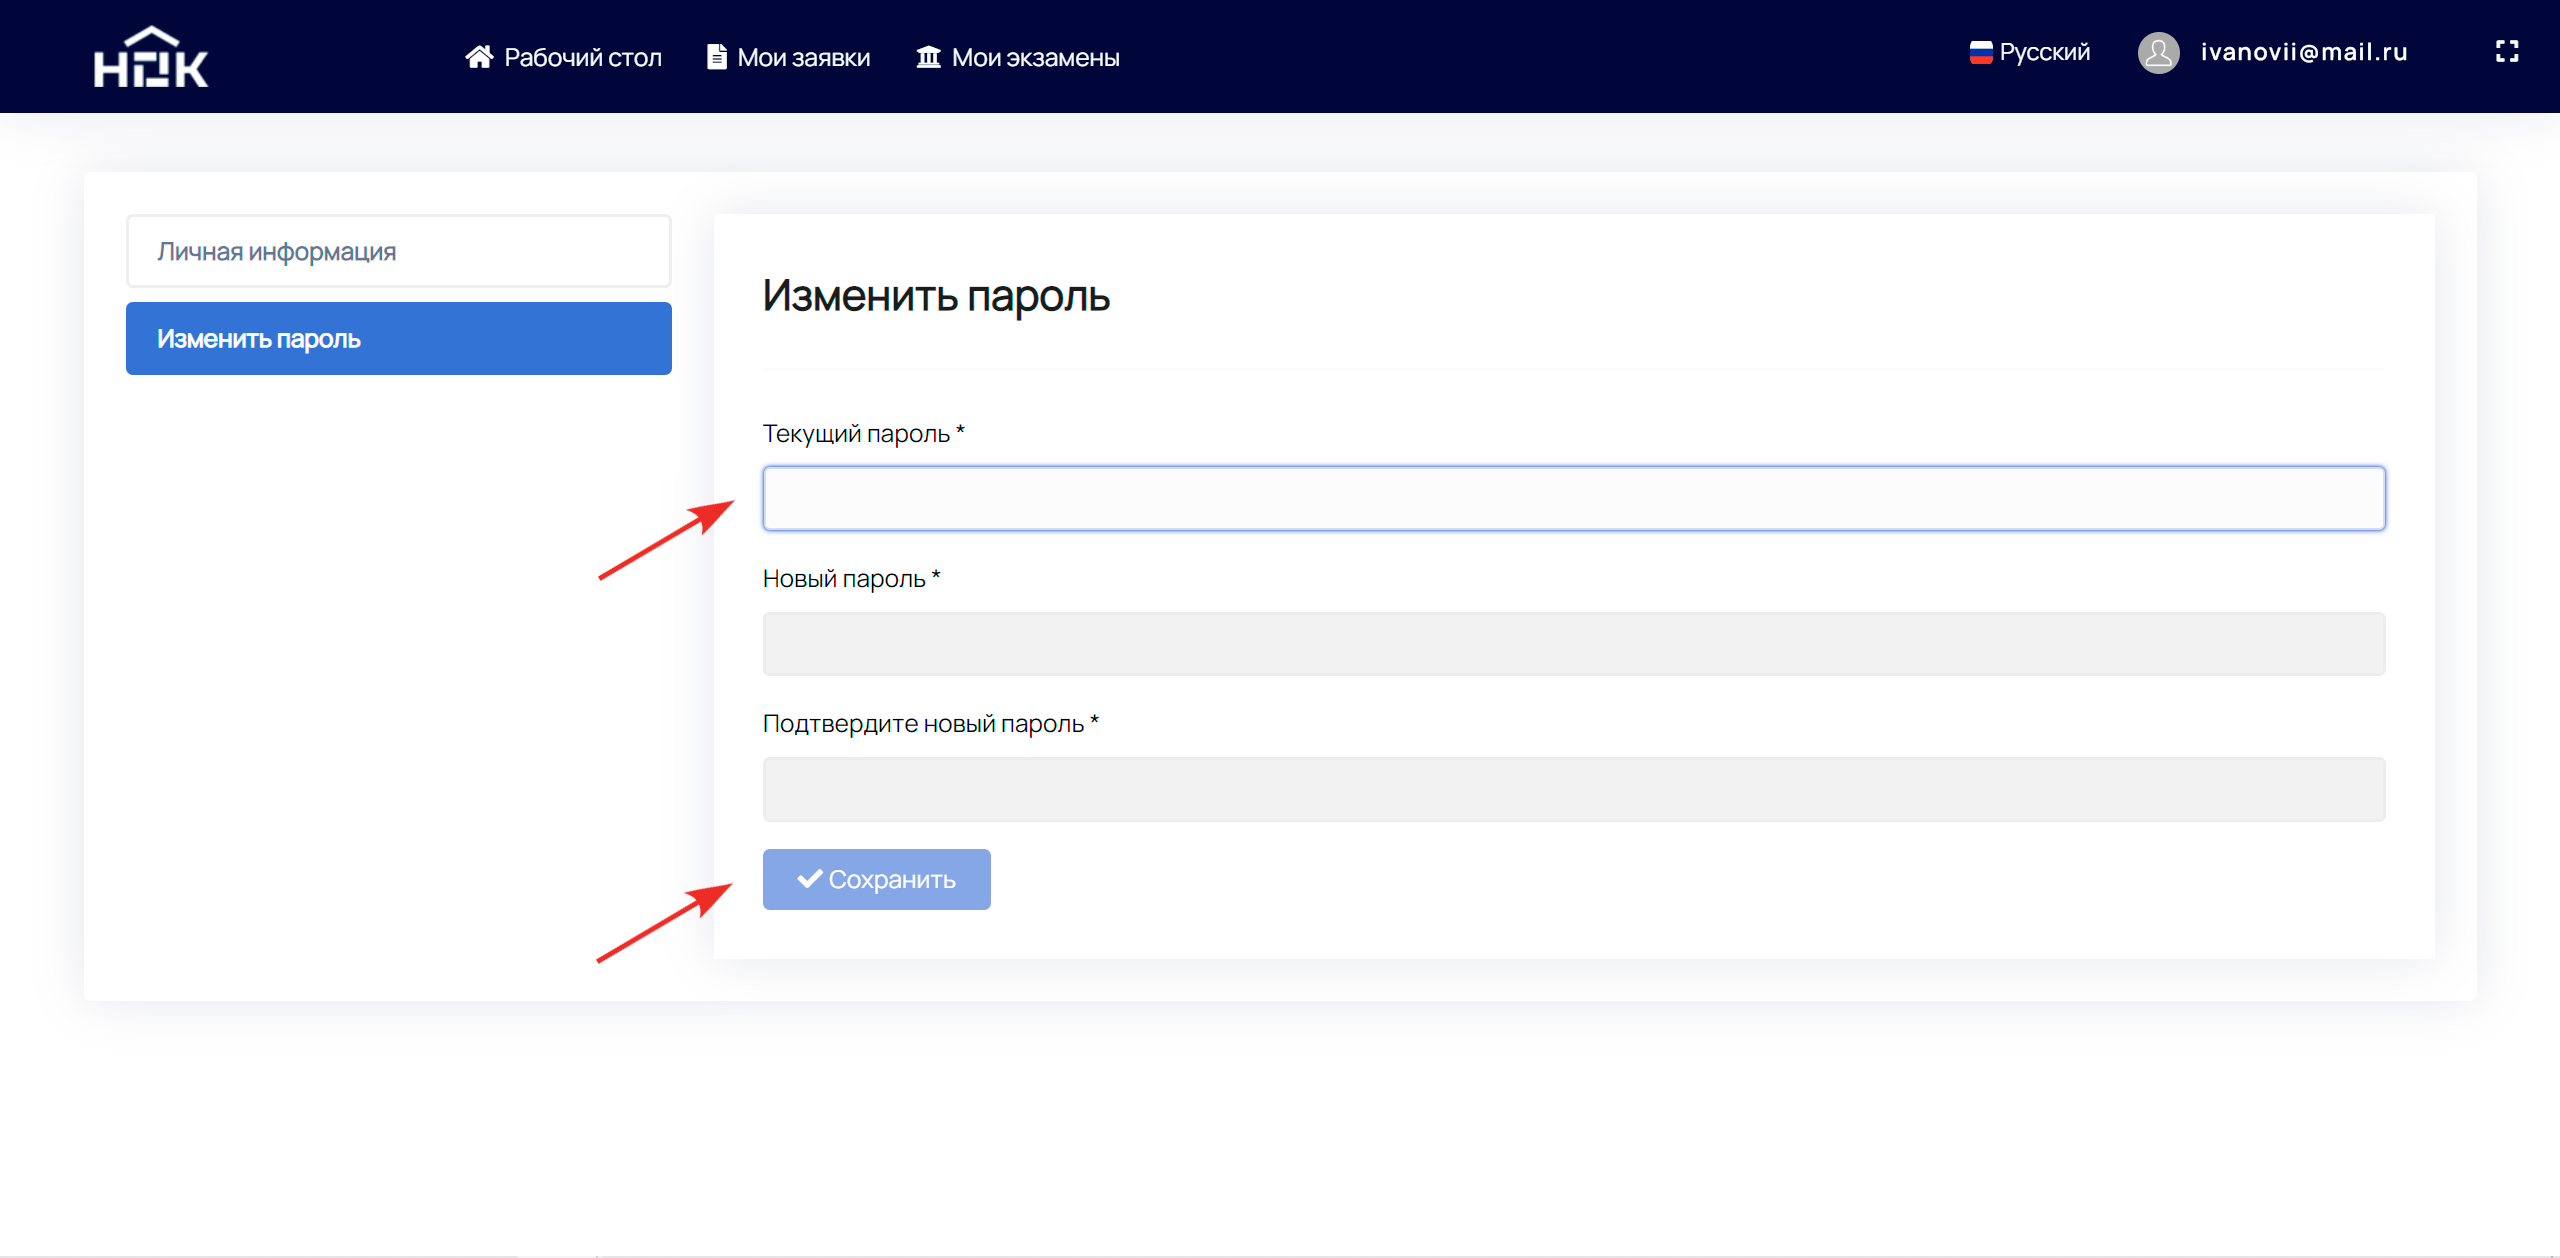 НОК
Рабочий стол
Мои заявки
Мои экзамены
Русский
ivanovii@mail.ru
Личная информация
Изменить пароль
Изменить пароль
Текущий пароль *
Новый пароль *
Подтвердите новый пароль *
Сохранить